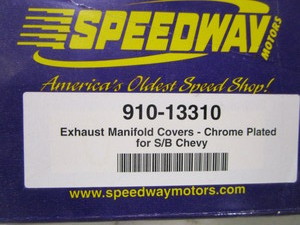 SPEEDWAY
MOTORS
America's Oldest Speed Shop!
910-13310
Exhaust Manifold Covers - Chrome Plated
for S/B Chevy
www.speedwaymotors.com